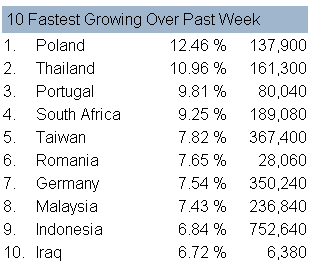 10 Fastest Growing Over Past Week
1. Poland 12.46 % 137,900
2. Thailand 10.96 % 161,300
3. Portugal 9.81 % 80,040
4. South Africa 9.25 % 189,080
5. Taiwan 7.82 % 367,400
6. Romania 7.65 % 28,060
7. Germany 7.54 % 350,240
8. Malaysia 7.43 % 236,840
9. Indonesia 6.84 % 752,640
10. Iraq 6.72 % 6,380